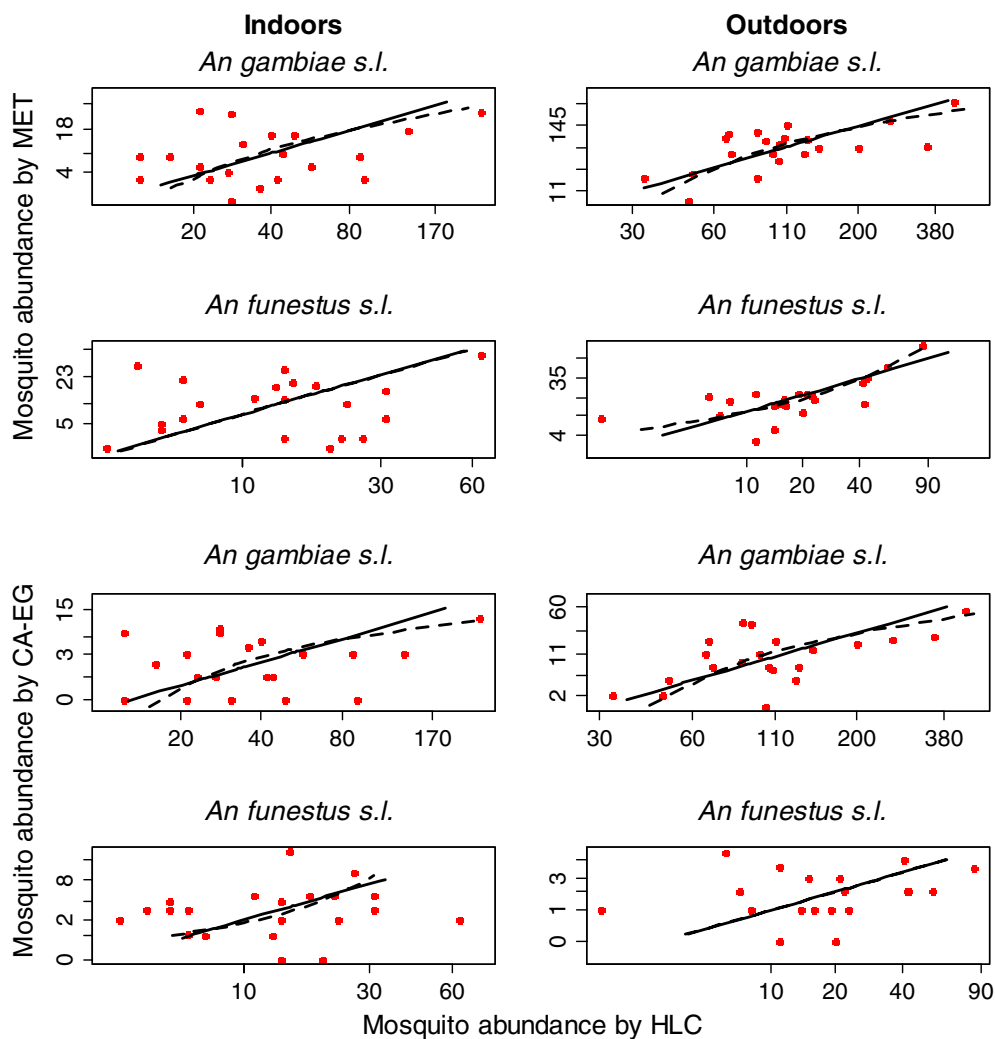 Indoors
Outdoors
An gambiae s.l.
An gambiae s.l.
Mosquito abundance by MET
18
4
20 40 80 170
145
11
30 60 110 200 380
An funestus s.l.
An funestus s.l.
23
5
10 30 60
35
4
10 20 40 90
An gambiae s.l.
An gambiae s.l.
Mosquito abundance by CA-EG
15
3
0
20 40 80 170
60
11
2
30 60 110 200 380
An funestus s.l.
An funestus s.l.
8
2
0
10 30 60
3
1
0
10 20 40 90
Mosquito abundance by HLC